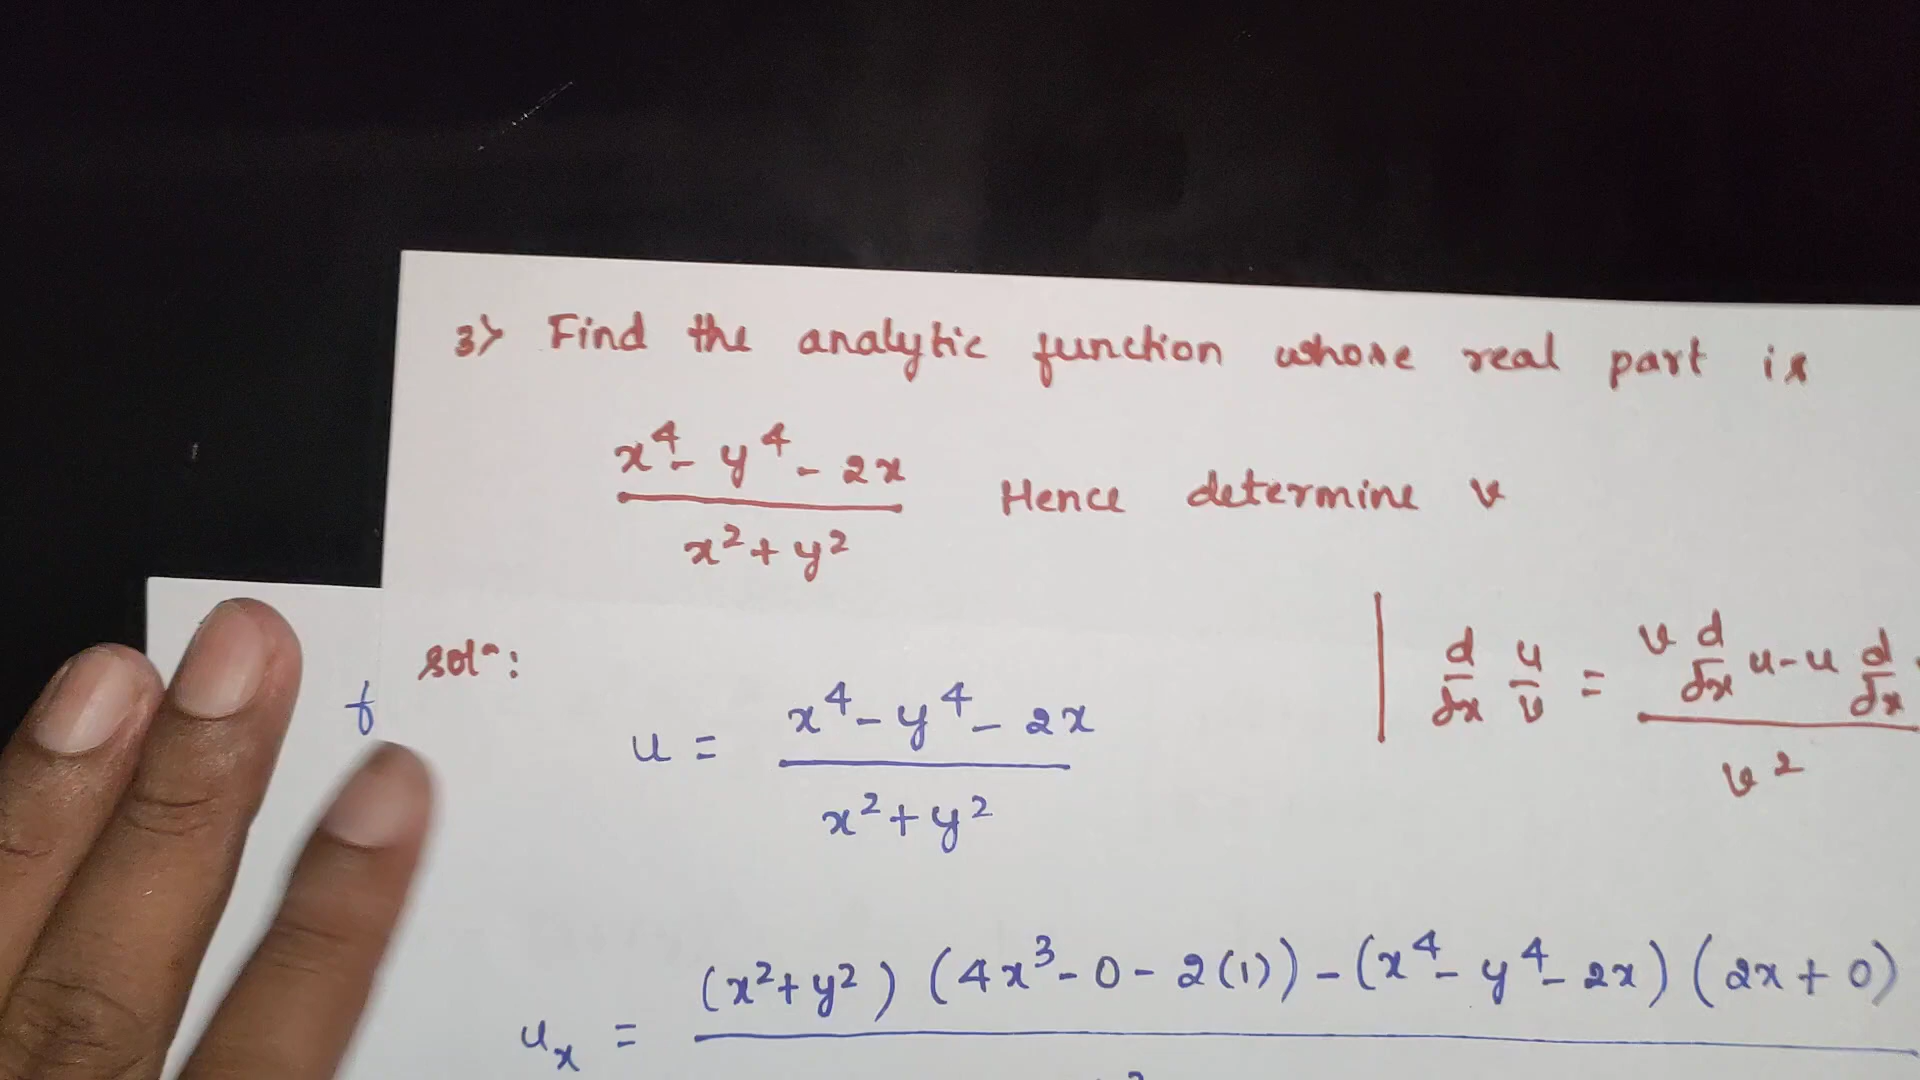 3> Find the analytic function whose real part is
x⁴ - y⁴ - 2x / x² + y² Hence determine v
solⁿ:
u = x⁴ - y⁴ - 2x / x² + y²
d/dx u/v = v d/dx u - u d/dx / v²
u_x = (x² + y²) (4x³ - 0 - 2(1)) - (x⁴ - y⁴ - 2x) (2x + 0)